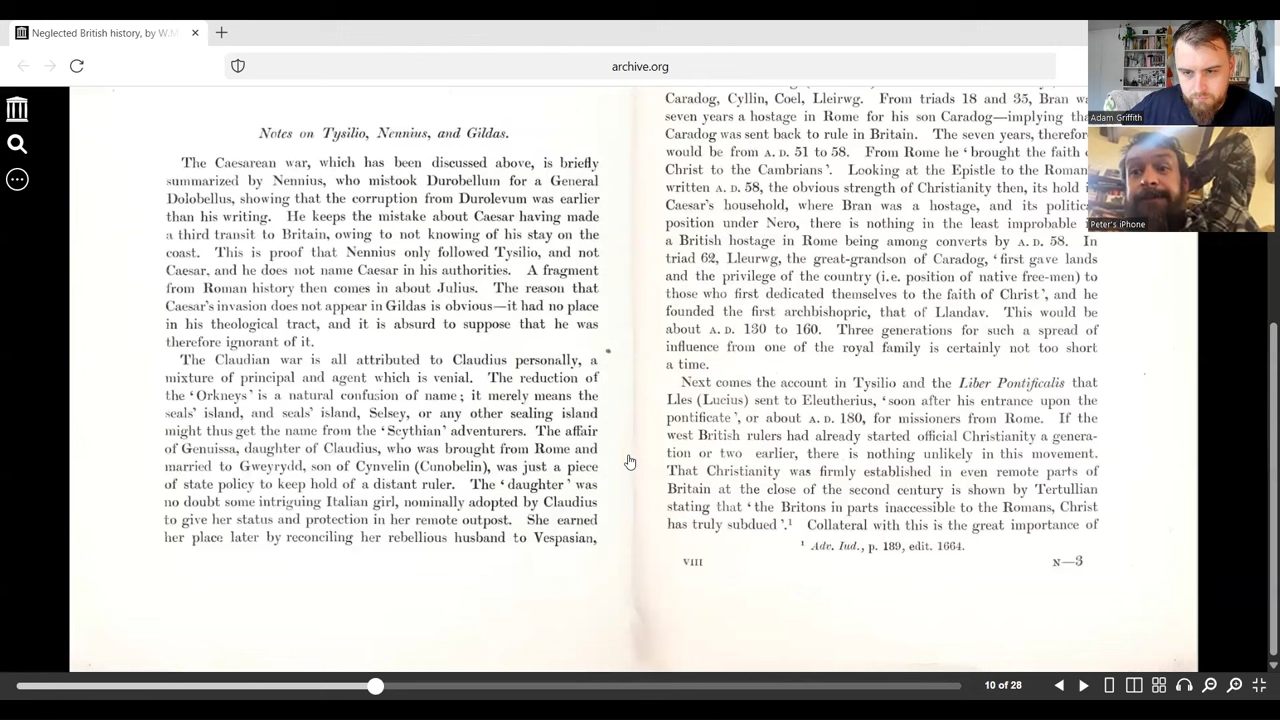 Neglected British history, by W.M
archive.org
Adam Griffith
Peter's iPhone
Notes on Tysilio, Nennius, and Gildas.
The Caesarean war, which has been discussed above, is briefly
summarized by Nennius, who mistook Durobellum for a General
Dolobellus, showing that the corruption from Durolevum was earlier
than his writing. He keeps the mistake about Caesar having made
a third transit to Britain, owing to not knowing of his stay on the
coast. This is proof that Nennius only followed Tysilio, and not
Caesar, and he does not name Caesar in his authorities. A fragment
from Roman history then comes in about Julius. The reason that
Caesar's invasion does not appear in Gildas is obvious—it had no place
in his theological tract, and it is absurd to suppose that he was
therefore ignorant of it.
The Claudian war is all attributed to Claudius personally, a
mixture of principal and agent which is venial. The reduction of
the 'Orkneys' is a natural confusion of name; it merely means the
seals' island, and seals' island, Selsey, or any other sealing island
might thus get the name from the 'Scythian' adventurers. The affair
of Genuissa, daughter of Claudius, who was brought from Rome and
married to Gweyrydd, son of Cynvelin (Cunobelin), was just a piece
of state policy to keep hold of a distant ruler. The 'daughter' was
no doubt some intriguing Italian girl, nominally adopted by Claudius
to give her status and protection in her remote outpost. She earned
her place later by reconciling her rebellious husband to Vespasian,
Caradog, Cyllin, Coel, Lleirwg. From triads 18 and 35, Bran wa
seven years a hostage in Rome for his son Caradog—implying tha
Caradog was sent back to rule in Britain. The seven years, therefor
would be from A. D. 51 to 58. From Rome he 'brought the faith o
Christ to the Cambrians'. Looking at the Epistle to the Roman
written A. D. 58, the obvious strength of Christianity then, its hold i
Caesar's household, where Bran was a hostage, and its politica
position under Nero, there is nothing in the least improbable i
a British hostage in Rome being among converts by A. D. 58. In
triad 62, Lleurwg, the great-grandson of Caradog, 'first gave lands
and the privilege of the country (i.e. position of native free-men) to
those who first dedicated themselves to the faith of Christ', and he
founded the first archbishopric, that of Llandav. This would be
about A. D. 130 to 160. Three generations for such a spread of
influence from one of the royal family is certainly not too short
a time.
Next comes the account in Tysilio and the Liber Pontificalis that
Lles (Lucius) sent to Eleutherius, 'soon after his entrance upon the
pontificate', or about A. D. 180, for missioners from Rome. If the
west British rulers had already started official Christianity a genera-
tion or two earlier, there is nothing unlikely in this movement.
That Christianity was firmly established in even remote parts of
Britain at the close of the second century is shown by Tertullian
stating that 'the Britons in parts inaccessible to the Romans, Christ
has truly subdued'.¹ Collateral with this is the great importance of
¹ Adv. Iud., p. 189, edit. 1664.
VIII N—3
10 of 28